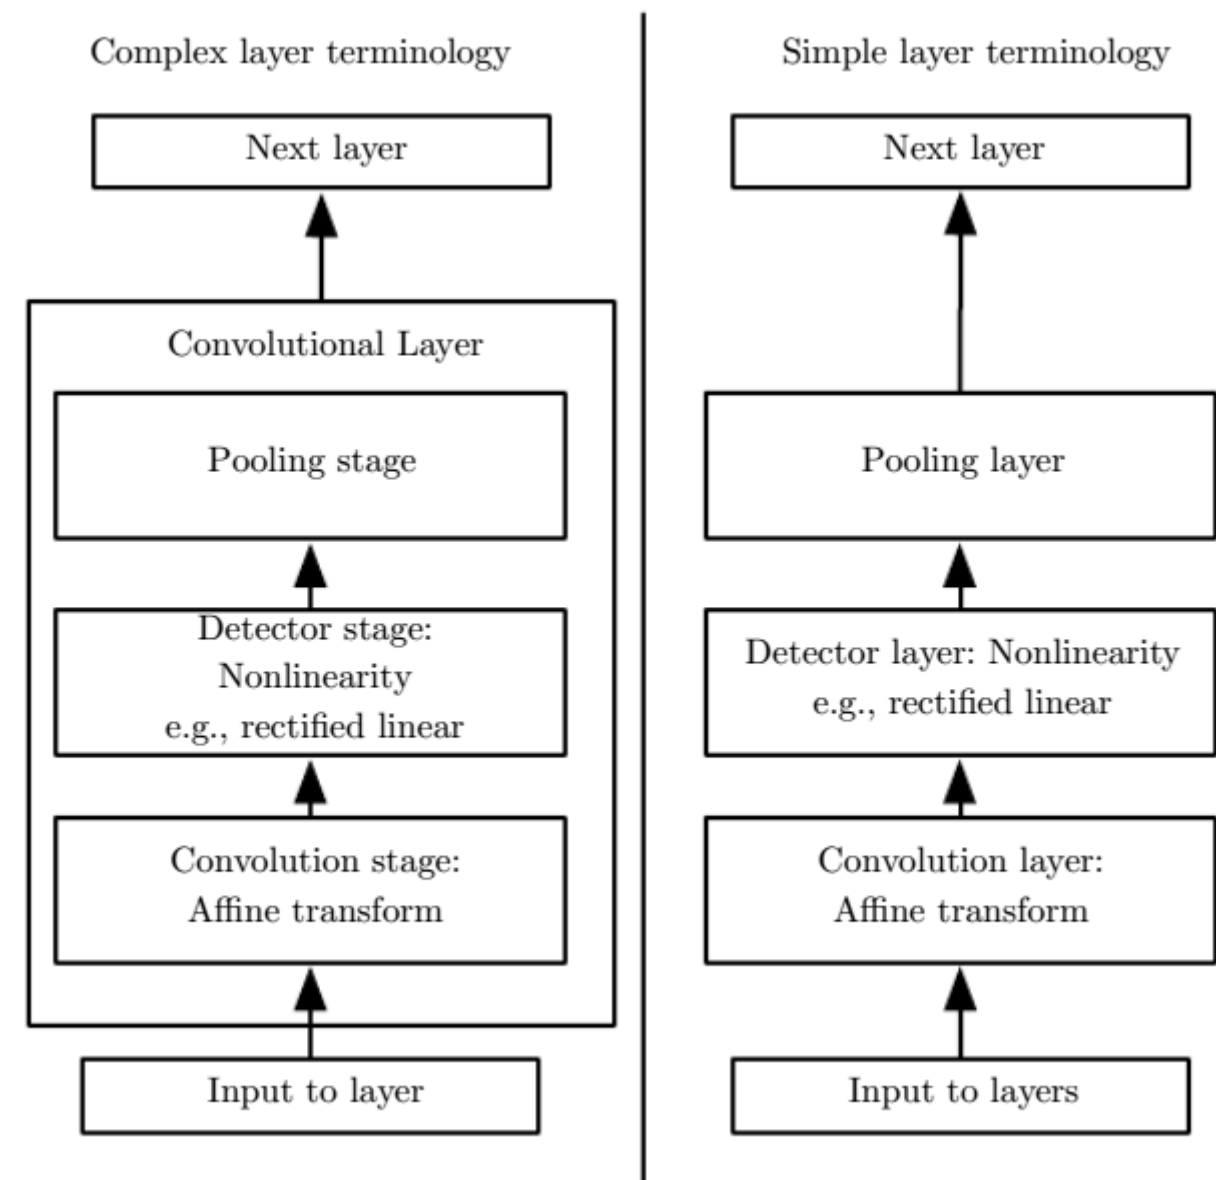 Complex layer terminology
Next layer
Convolutional Layer
Pooling stage
Detector stage:
Nonlinearity
e.g., rectified linear
Convolution stage:
Affine transform
Input to layer
Simple layer terminology
Next layer
Pooling layer
Detector layer: Nonlinearity
e.g., rectified linear
Convolution layer:
Affine transform
Input to layers